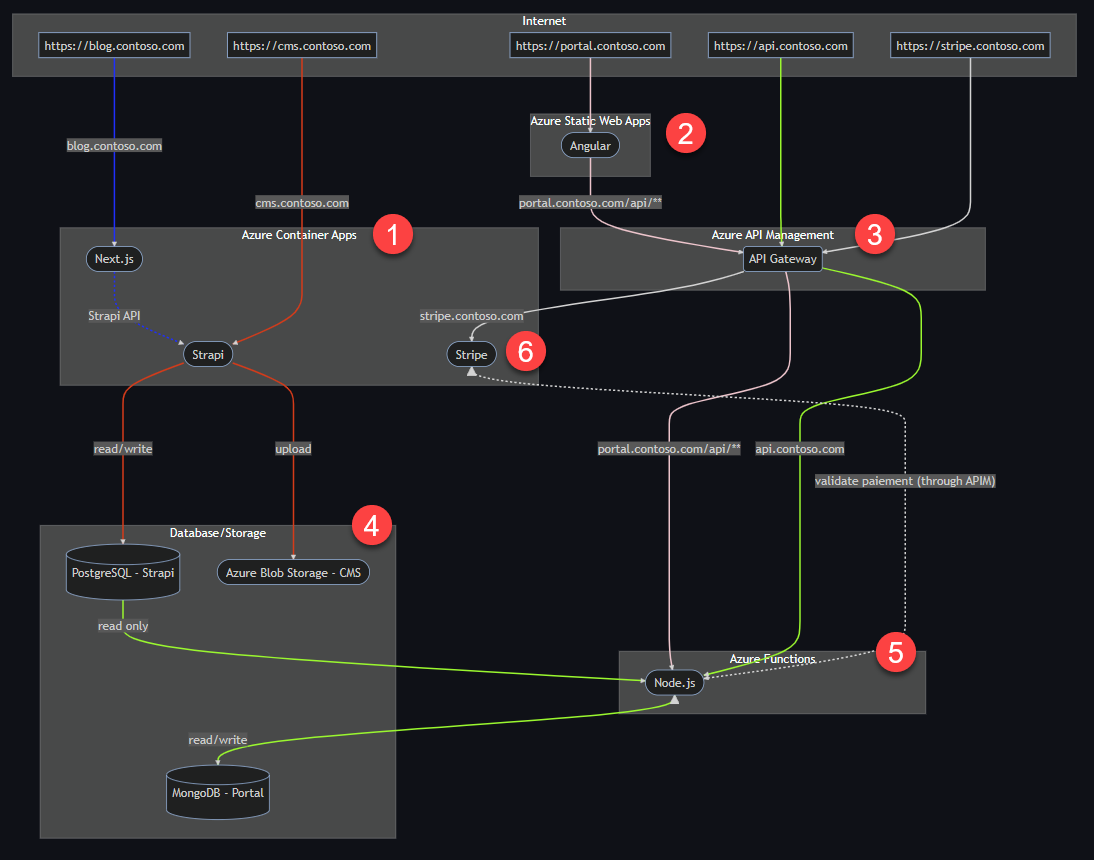 Internet
https://blog.contoso.com
https://cms.contoso.com
https://portal.contoso.com
https://api.contoso.com
https://stripe.contoso.com
Azure Static Web Apps
2
Angular
blog.contoso.com
cms.contoso.com
portal.contoso.com/api/**
Azure Container Apps
1
Azure API Management
3
Next.js
API Gateway
Strapi API
stripe.contoso.com
Strapi
Stripe
6
read/write
upload
portal.contoso.com/api/**
api.contoso.com
validate paiement (through APIM)
Database/Storage
4
PostgreSQL - Strapi
Azure Blob Storage - CMS
read only
Azure Functions
5
Node.js
read/write
MongoDB - Portal